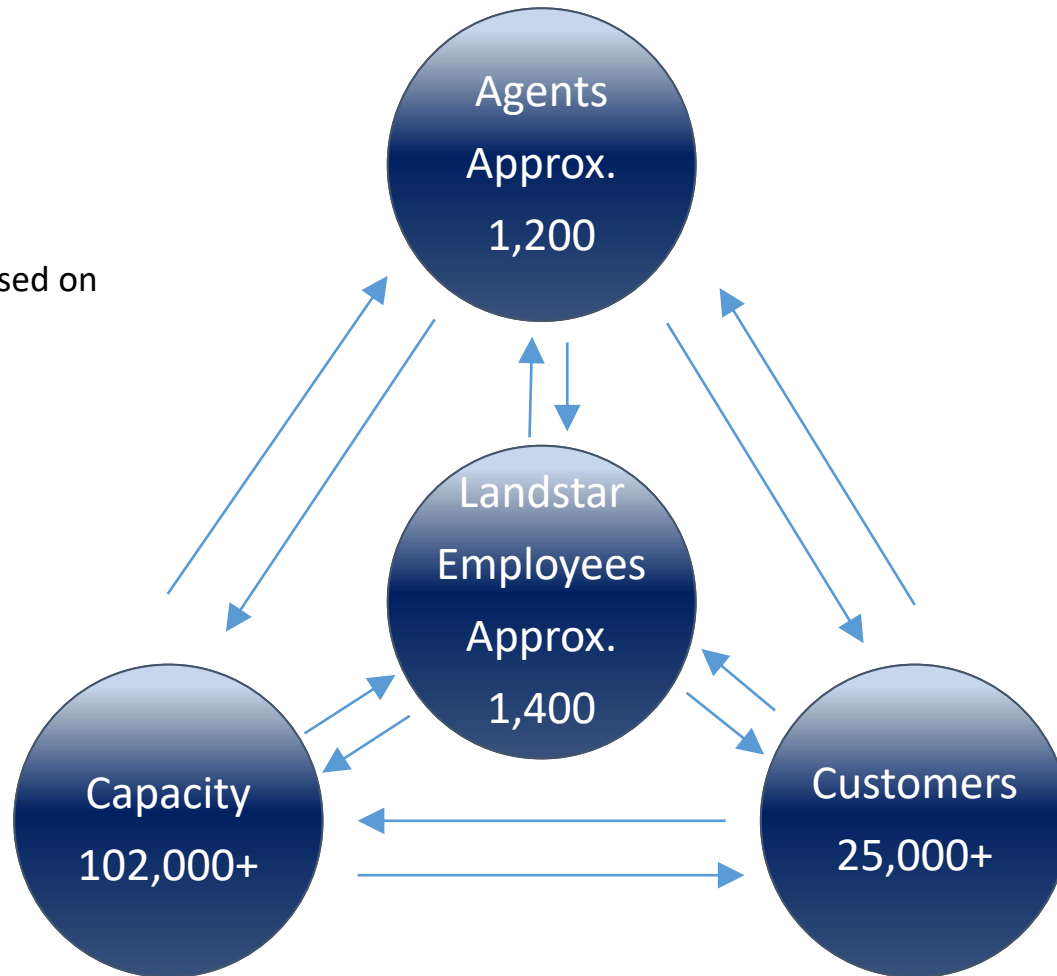 Agents
Approx.
1,200
sed on
Landstar
Employees
Approx.
1,400
Capacity
102,000+
Customers
25,000+